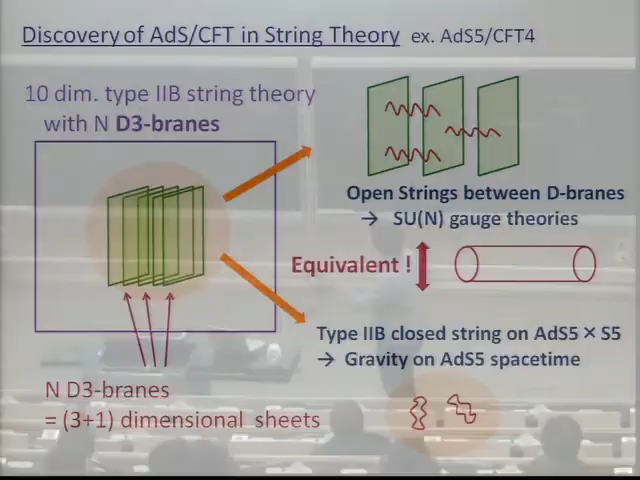 Discovery of AdS/CFT in String Theory ex. AdS5/CFT4
10 dim. type IIB string theory
with N D3-branes
Open Strings between D-branes
→ SU(N) gauge theories
Equivalent !
Type IIB closed string on AdS5 × S5
→ Gravity on AdS5 spacetime
N D3-branes
= (3+1) dimensional sheets